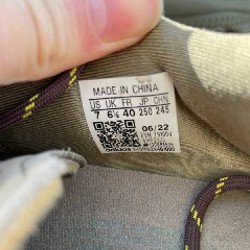 MADE IN CHINA
US UK FR JP CHN
7 6½ 40 250 245
06/22